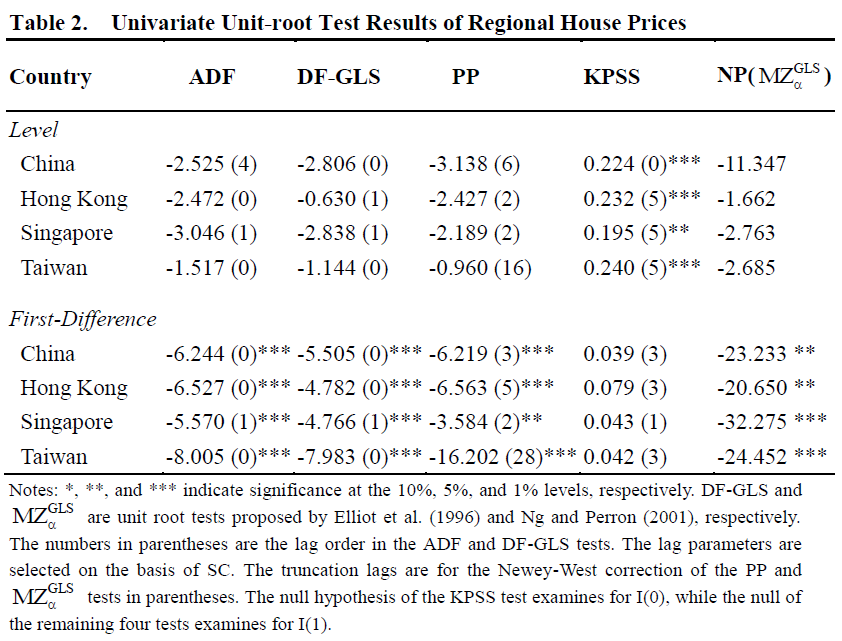 Table 2. Univariate Unit-root Test Results of Regional House Prices
Country ADF DF-GLS PP KPSS NP(MZ_α^GLS)
Level
China -2.525 (4) -2.806 (0) -3.138 (6) 0.224 (0)*** -11.347
Hong Kong -2.472 (0) -0.630 (1) -2.427 (2) 0.232 (5)*** -1.662
Singapore -3.046 (1) -2.838 (1) -2.189 (2) 0.195 (5)** -2.763
Taiwan -1.517 (0) -1.144 (0) -0.960 (16) 0.240 (5)*** -2.685
First-Difference
China -6.244 (0)*** -5.505 (0)*** -6.219 (3)*** 0.039 (3) -23.233 **
Hong Kong -6.527 (0)*** -4.782 (0)*** -6.563 (5)*** 0.079 (3) -20.650 **
Singapore -5.570 (1)*** -4.766 (1)*** -3.584 (2)** 0.043 (1) -32.275 ***
Taiwan -8.005 (0)*** -7.983 (0)*** -16.202 (28)*** 0.042 (3) -24.452 ***
Notes: *, **, and *** indicate significance at the 10%, 5%, and 1% levels, respectively. DF-GLS and
MZ_α^GLS are unit root tests proposed by Elliot et al. (1996) and Ng and Perron (2001), respectively.
The numbers in parentheses are the lag order in the ADF and DF-GLS tests. The lag parameters are
selected on the basis of SC. The truncation lags are for the Newey-West correction of the PP and
MZ_α^GLS tests in parentheses. The null hypothesis of the KPSS test examines for I(0), while the null of
the remaining four tests examines for I(1).